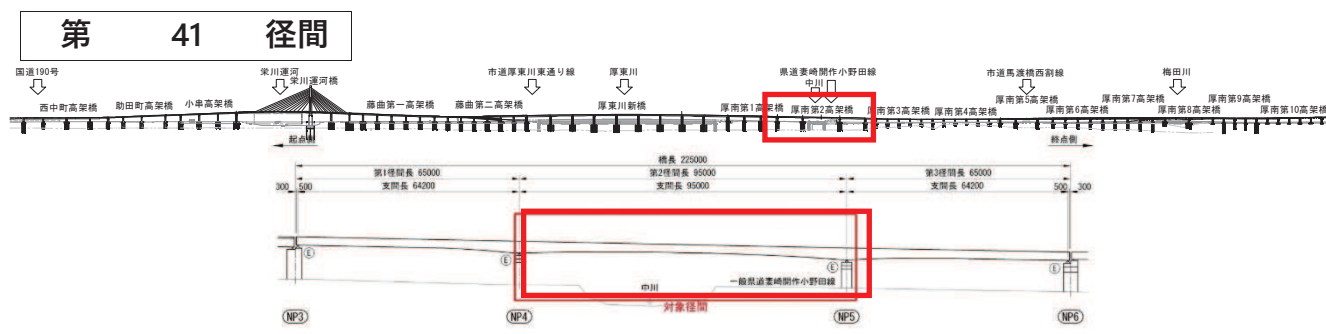 第 41 径間
国道190号
栄川運河
市道厚東川東通り線
厚東川
県道妻崎開作小野田線
中川
市道馬渡橋西割線
梅田川
西中町高架橋
助田町高架橋
小串高架橋
栄川運河橋
藤曲第一高架橋
藤曲第二高架橋
厚東川新橋
厚南第1高架橋
厚南第2高架橋
厚南第3高架橋
厚南第4高架橋
厚南第5高架橋
厚南第6高架橋
厚南第7高架橋
厚南第8高架橋
厚南第9高架橋
厚南第10高架橋
起点側
終点側
橋長 225000
第1径間長 65000
第2径間長 95000
第3径間長 65000
300 500
支間長 64200
支間長 95000
支間長 64200
500 300
E
E
E
E
中川
一般県道妻崎開作小野田線
対象径間
NP3
NP4
NP5
NP6